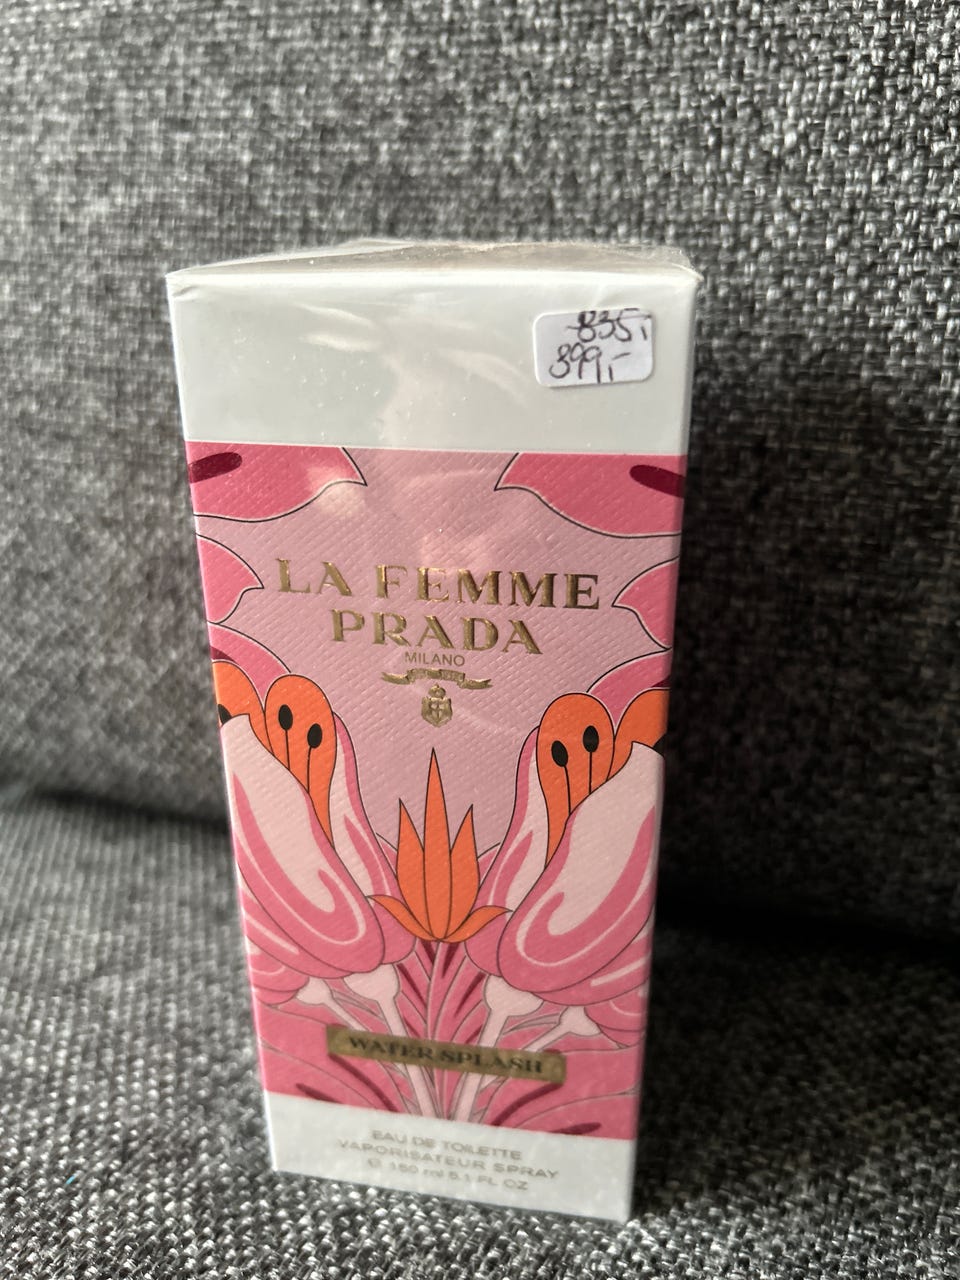 835,-
899,-
LA FEMME
PRADA
MILANO
WATER SPLASH
EAU DE TOILETTE
VAPORISATEUR SPRAY
℮ 150 ml 5.1 FL OZ